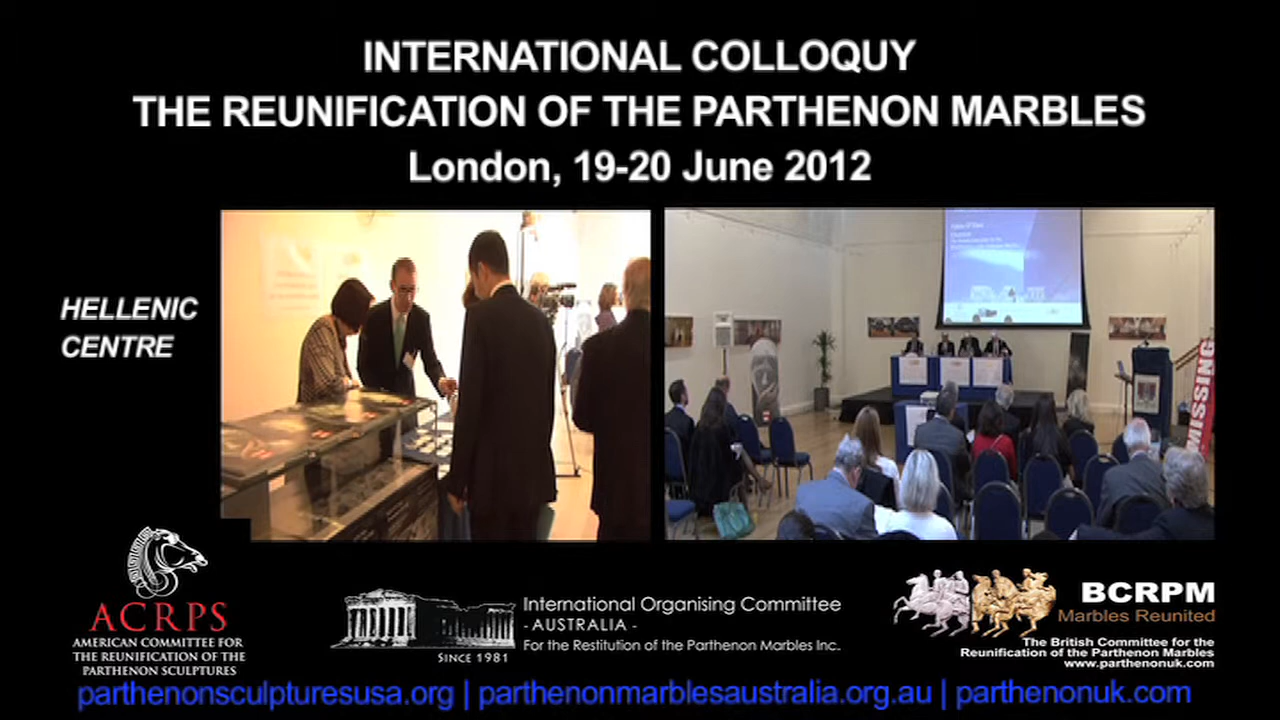 INTERNATIONAL COLLOQUY
THE REUNIFICATION OF THE PARTHENON MARBLES
London, 19-20 June 2012
HELLENIC
CENTRE
MISSING
ACRPS
AMERICAN COMMITTEE FOR
THE REUNIFICATION OF THE
PARTHENON SCULPTURES
International Organising Committee
- AUSTRALIA -
For the Restitution of the Parthenon Marbles Inc.
SINCE 1981
BCRPM
Marbles Reunited
The British Committee for the
Reunification of the Parthenon Marbles
www.parthenonuk.com
parthenonsculpturesusa.org | parthenonmarblesaustralia.org.au | parthenonuk.com